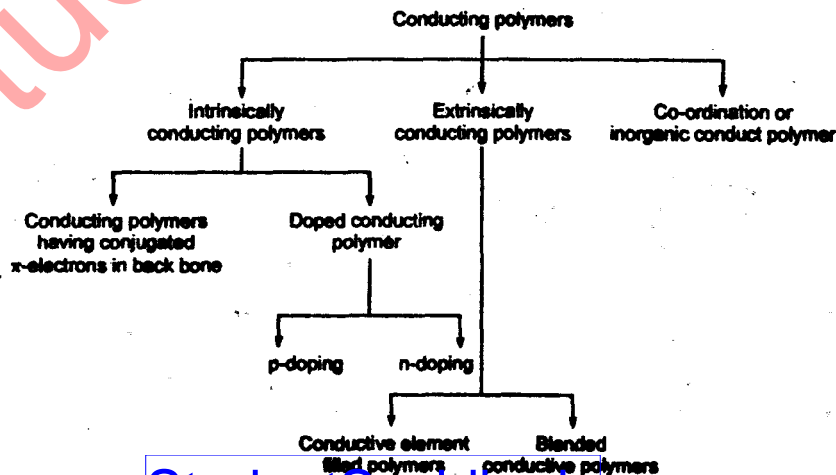 Conducting polymers
Intrinsically
conducting polymers
Extrinsically
conducting polymers
Co-ordination or
inorganic conduct polymer
Conducting polymers
having conjugated
π-electrons in back bone
Doped conducting
polymer
p-doping
n-doping
Conductive element
filled polymers
Blended
conductive polymers